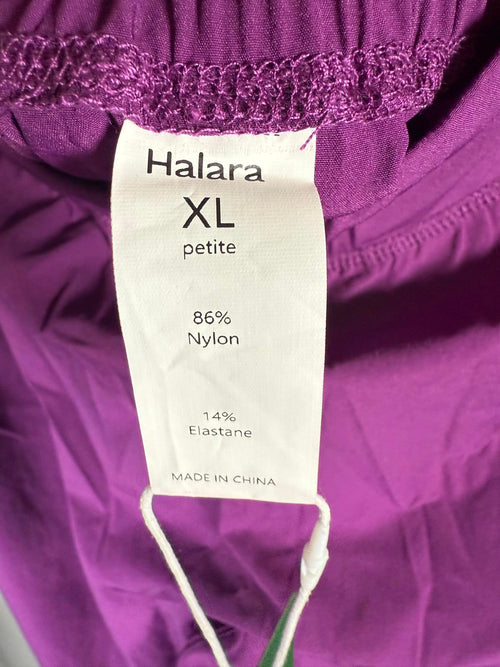 Halara
XL
petite
86%
Nylon
14%
Elastane
MADE IN CHINA